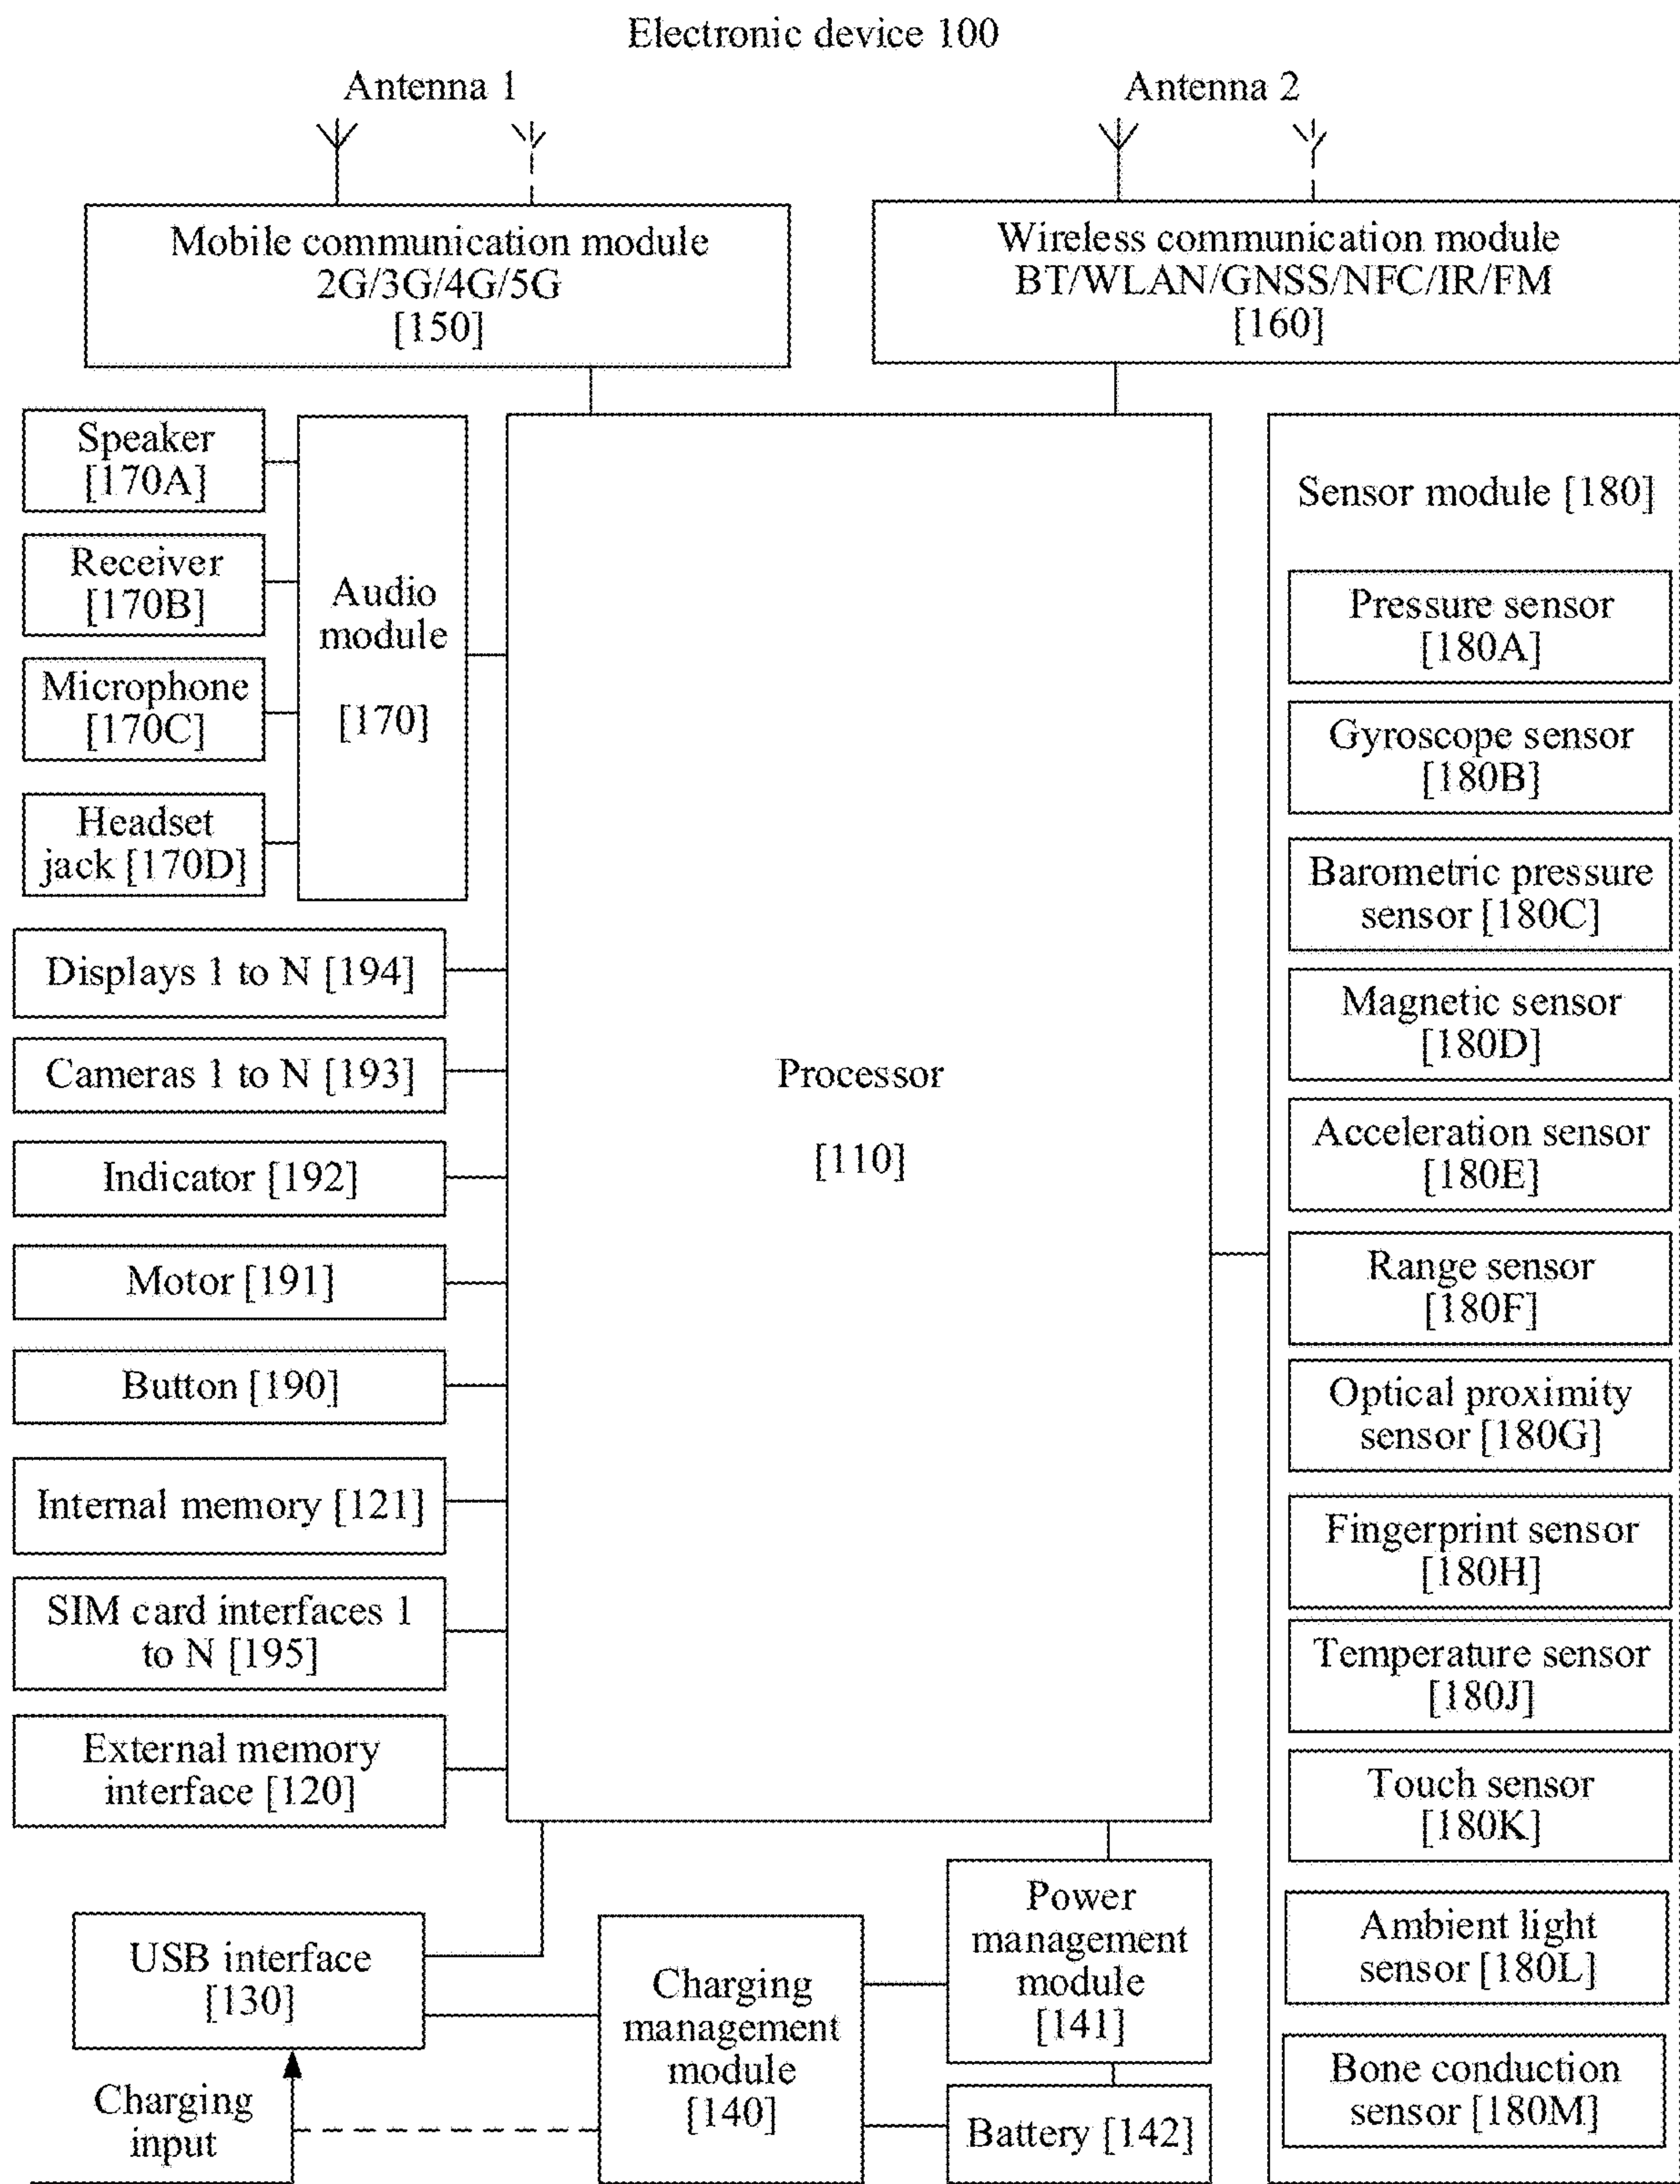 Electronic device 100
Antenna 1
Antenna 2
Mobile communication module
2G/3G/4G/5G
[150]
Wireless communication module
BT/WLAN/GNSS/NFC/IR/FM
[160]
Speaker
[170A]
Receiver
[170B]
Microphone
[170C]
Headset
jack [170D]
Audio
module
[170]
Displays 1 to N [194]
Cameras 1 to N [193]
Indicator [192]
Motor [191]
Button [190]
Internal memory [121]
SIM card interfaces 1
to N [195]
External memory
interface [120]
Processor
[110]
Sensor module [180]
Pressure sensor
[180A]
Gyroscope sensor
[180B]
Barometric pressure
sensor [180C]
Magnetic sensor
[180D]
Acceleration sensor
[180E]
Range sensor
[180F]
Optical proximity
sensor [180G]
Fingerprint sensor
[180H]
Temperature sensor
[180J]
Touch sensor
[180K]
Ambient light
sensor [180L]
Bone conduction
sensor [180M]
USB interface
[130]
Charging
input
Charging
management
module
[140]
Power
management
module
[141]
Battery [142]